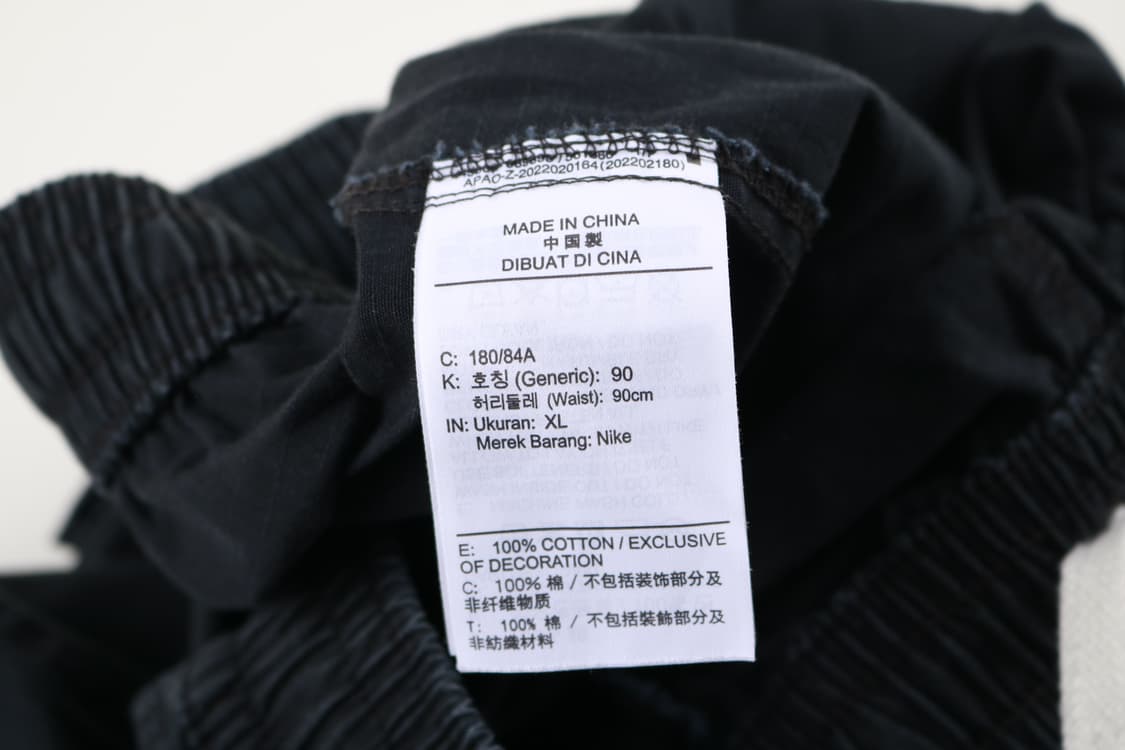 APAO-Z-2022020164(202202180)
MADE IN CHINA
中国製
DIBUAT DI CINA
C: 180/84A
K: 호칭 (Generic): 90
허리둘레 (Waist): 90cm
IN: Ukuran: XL
Merek Barang: Nike
E: 100% COTTON / EXCLUSIVE
OF DECORATION
C: 100% 棉 / 不包括装饰部分及
非纤维物质
T: 100% 棉 / 不包括裝飾部分及
非紡織材料